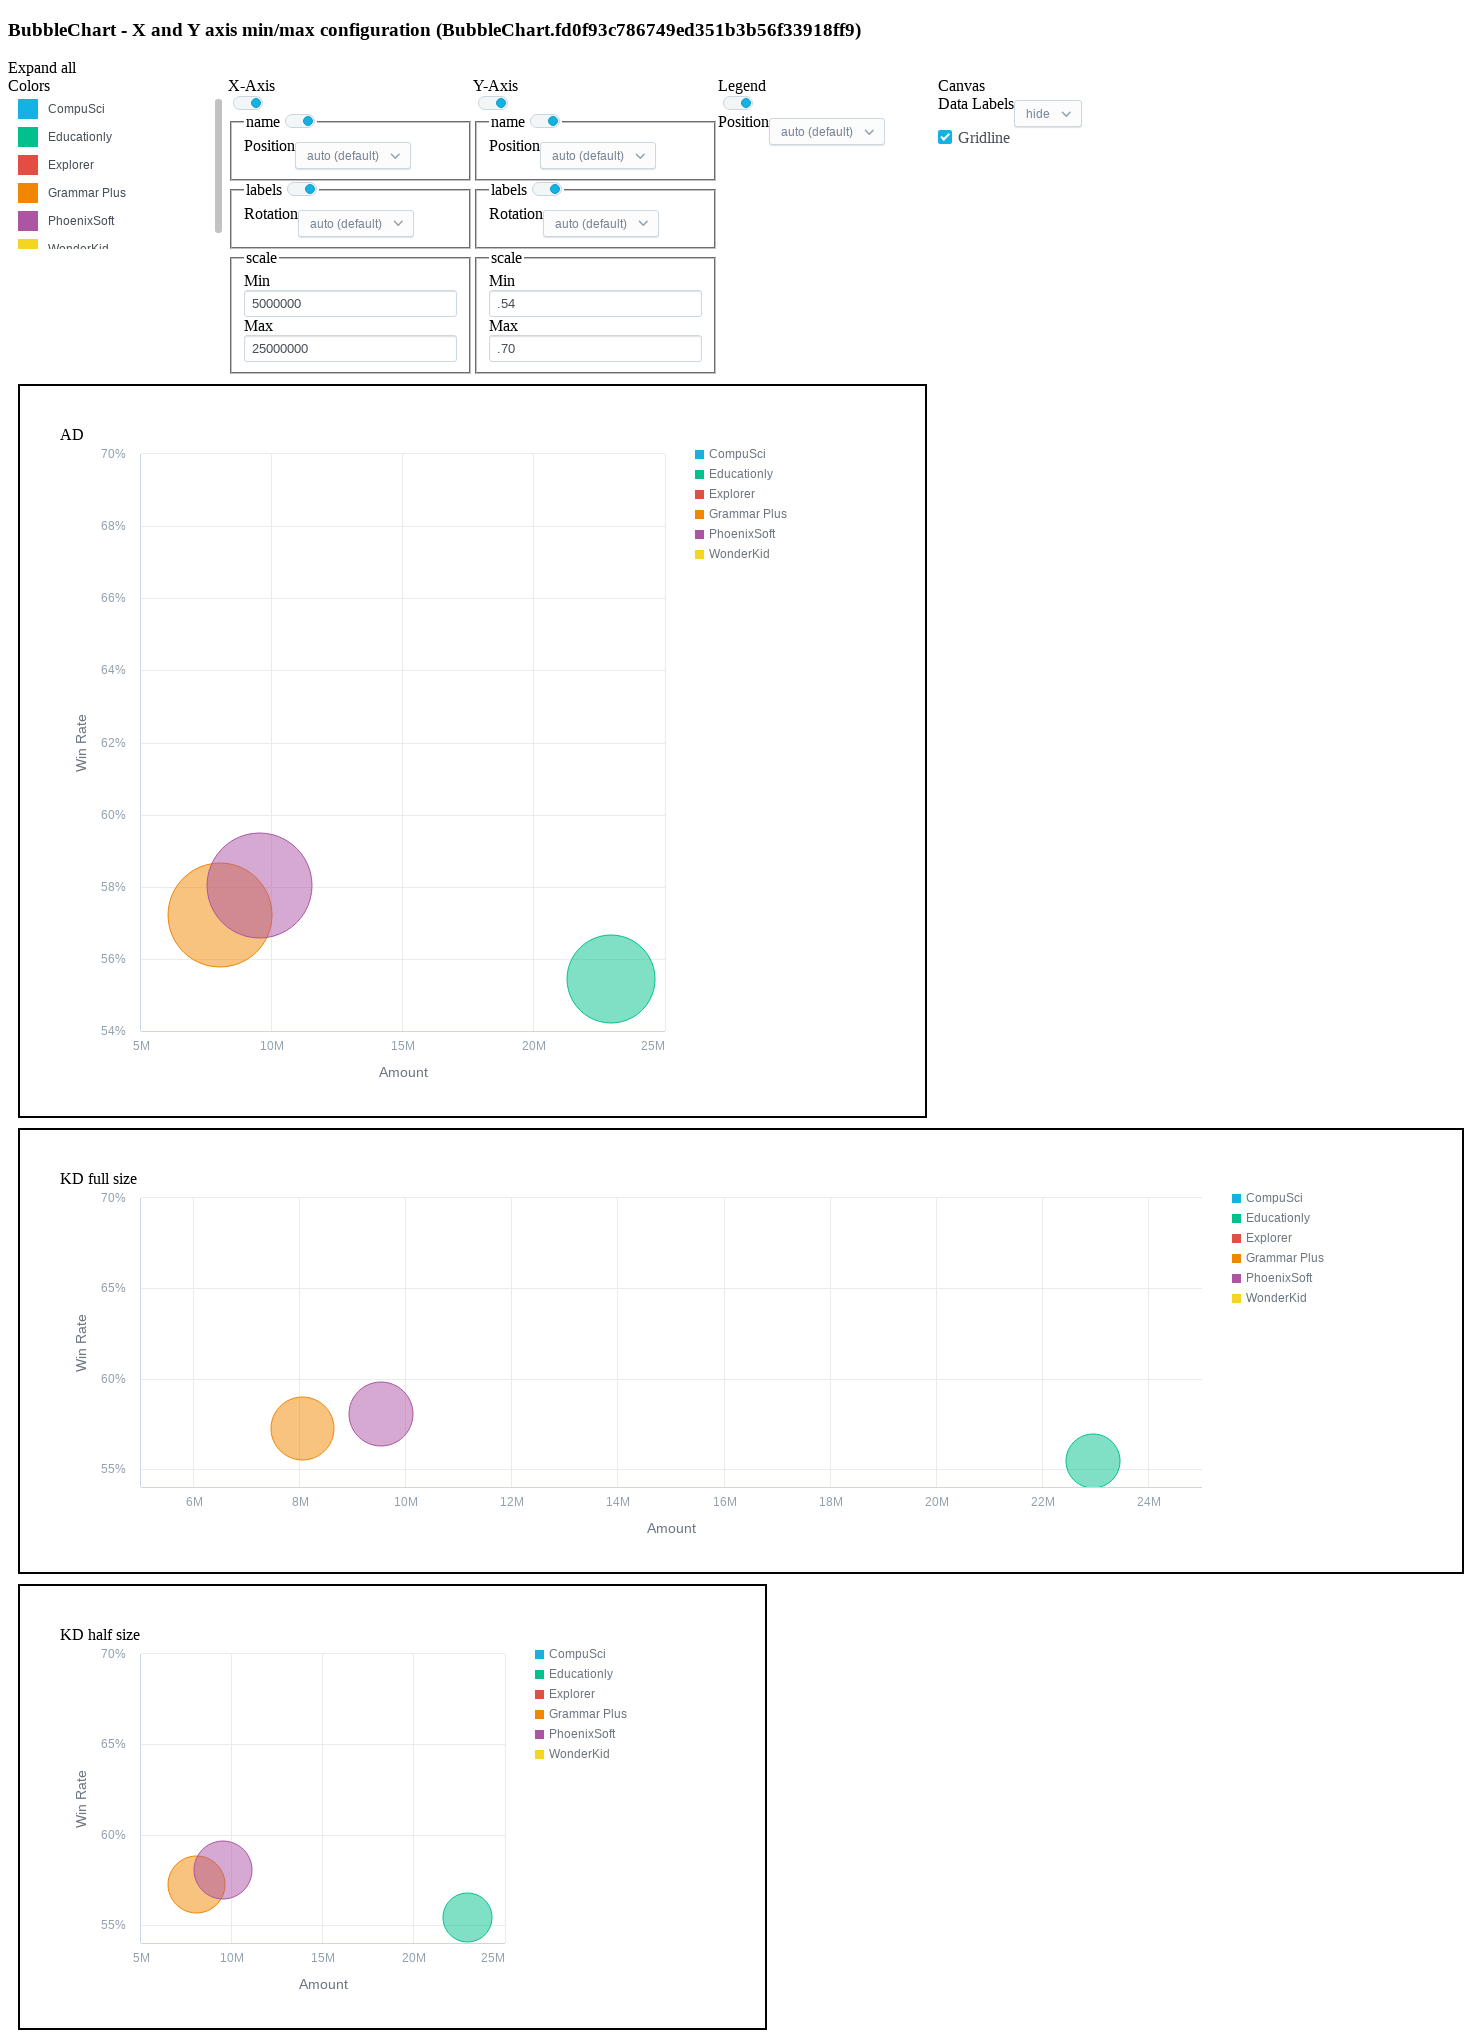 BubbleChart - X and Y axis min/max configuration (BubbleChart.fd0f93c786749ed351b3b56f33918ff9)
Expand all
Colors
CompuSci
Educationly
Explorer
Grammar Plus
PhoenixSoft
WonderKid
X-Axis
name
Position auto (default)
labels
Rotation auto (default)
scale
Min
5000000
Max
25000000
Y-Axis
name
Position auto (default)
labels
Rotation auto (default)
scale
Min
.54
Max
.70
Legend
Position auto (default)
Canvas
Data Labels hide
Gridline
AD
70%
68%
66%
64%
62%
60%
58%
56%
54%
Win Rate
5M 10M 15M 20M 25M
Amount
CompuSci
Educationly
Explorer
Grammar Plus
PhoenixSoft
WonderKid
KD full size
70%
65%
60%
55%
Win Rate
6M 8M 10M 12M 14M 16M 18M 20M 22M 24M
Amount
CompuSci
Educationly
Explorer
Grammar Plus
PhoenixSoft
WonderKid
KD half size
70%
65%
60%
55%
Win Rate
5M 10M 15M 20M 25M
Amount
CompuSci
Educationly
Explorer
Grammar Plus
PhoenixSoft
WonderKid